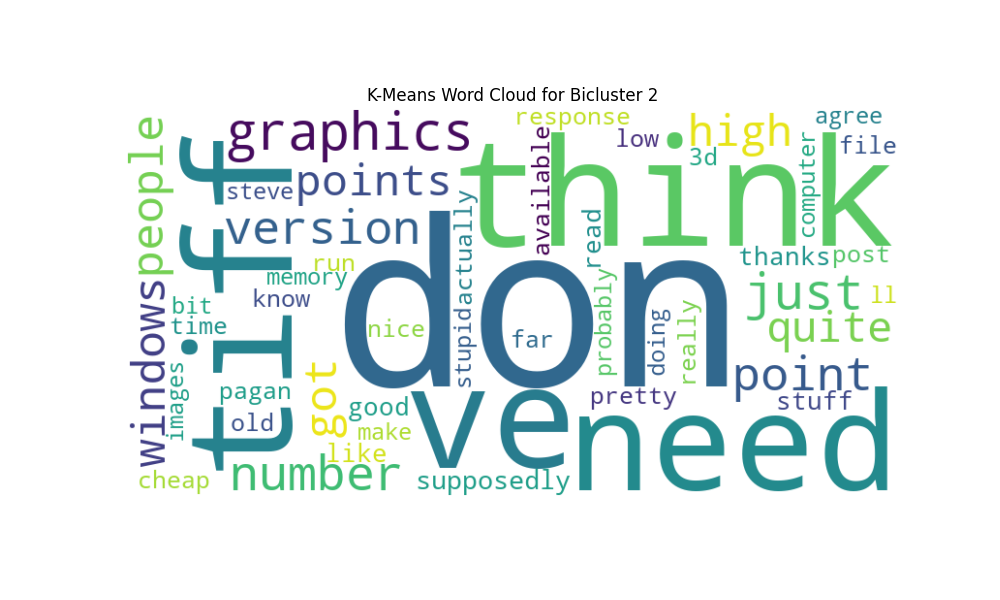 K-Means Word Cloud for Bicluster 2
people
tiff
graphics
response
low
high
agree
file
think
3d
computer
available
steve
points
version
stupid
actually
read
thanks
post
run
memory
know
don
just
ll
quite
windows
bit
time
nice
far
probably
doing
really
point
images
pagan
old
got
good
make
like
ve
pretty
stuff
need
cheap
number
supposedly